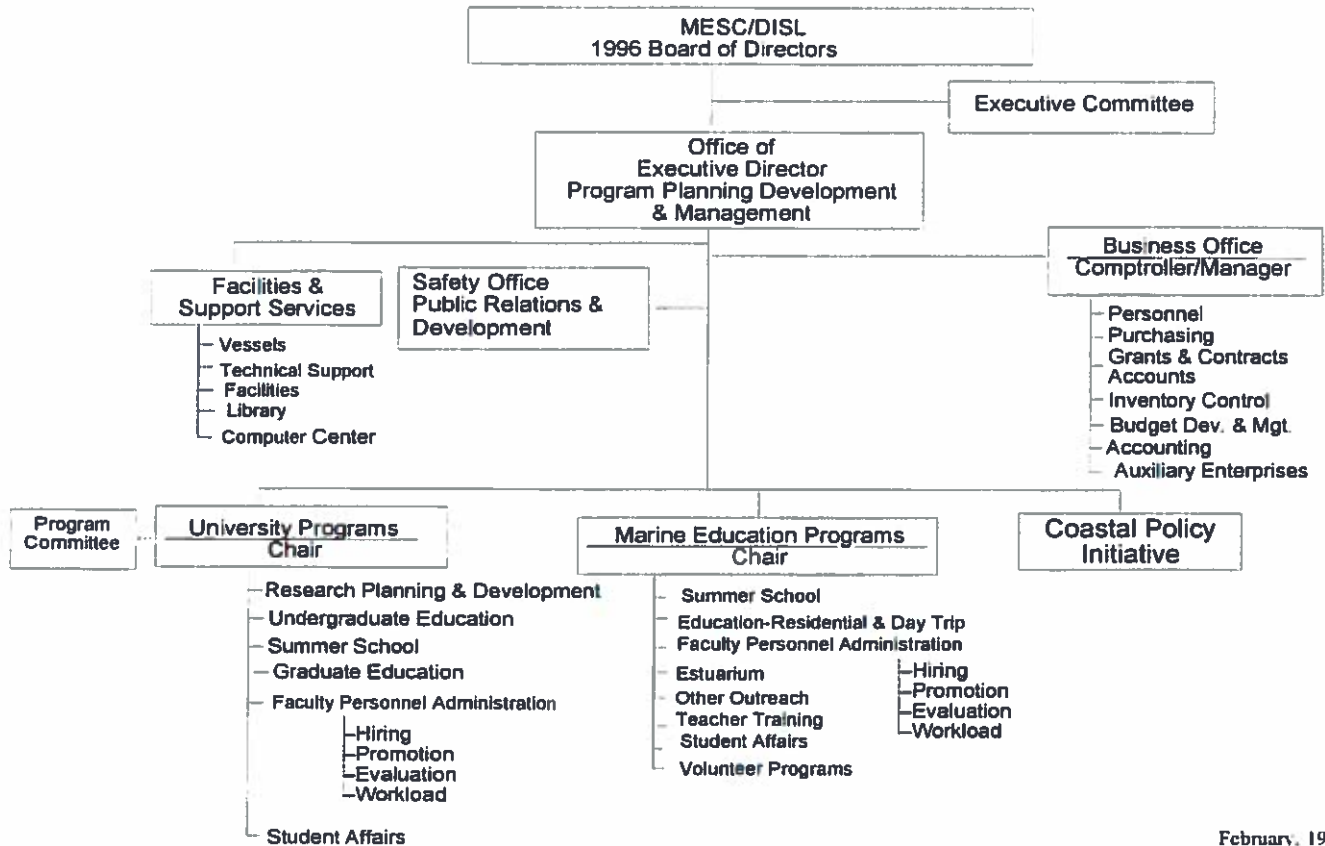 MESC/DISL
1996 Board of Directors
Executive Committee
Office of
Executive Director
Program Planning Development
& Management
Facilities &
Support Services
Vessels
Technical Support
Facilities
Library
Computer Center
Safety Office
Public Relations &
Development
Business Office
Comptroller/Manager
Personnel
Purchasing
Grants & Contracts
Accounts
Inventory Control
Budget Dev. & Mgt.
Accounting
Auxiliary Enterprises
Program
Committee
University Programs
Chair
Research Planning & Development
Undergraduate Education
Summer School
Graduate Education
Faculty Personnel Administration
Hiring
Promotion
Evaluation
Workload
Student Affairs
Marine Education Programs
Chair
Summer School
Education-Residential & Day Trip
Faculty Personnel Administration
Hiring
Promotion
Evaluation
Workload
Estuarium
Other Outreach
Teacher Training
Student Affairs
Volunteer Programs
Coastal Policy
Initiative
February, 19